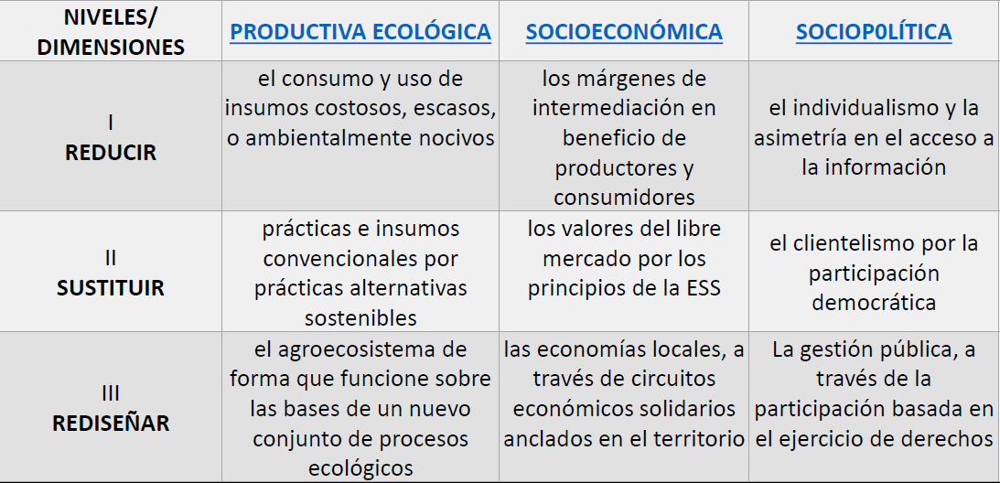 NIVELES/
DIMENSIONES
PRODUCTIVA ECOLÓGICA
SOCIOECONÓMICA
SOCIOP0LÍTICA
I
REDUCIR
el consumo y uso de
insumos costosos, escasos,
o ambientalmente nocivos
los márgenes de
intermediación en
beneficio de
productores y
consumidores
el individualismo y la
asimetría en el acceso a
la información
II
SUSTITUIR
prácticas e insumos
convencionales por
prácticas alternativas
sostenibles
los valores del libre
mercado por los
principios de la ESS
el clientelismo por la
participación
democrática
III
REDISEÑAR
el agroecosistema de
forma que funcione sobre
las bases de un nuevo
conjunto de procesos
ecológicos
las economías locales, a
través de circuitos
económicos solidarios
anclados en el territorio
La gestión pública, a
través de la
participación basada en
el ejercicio de derechos